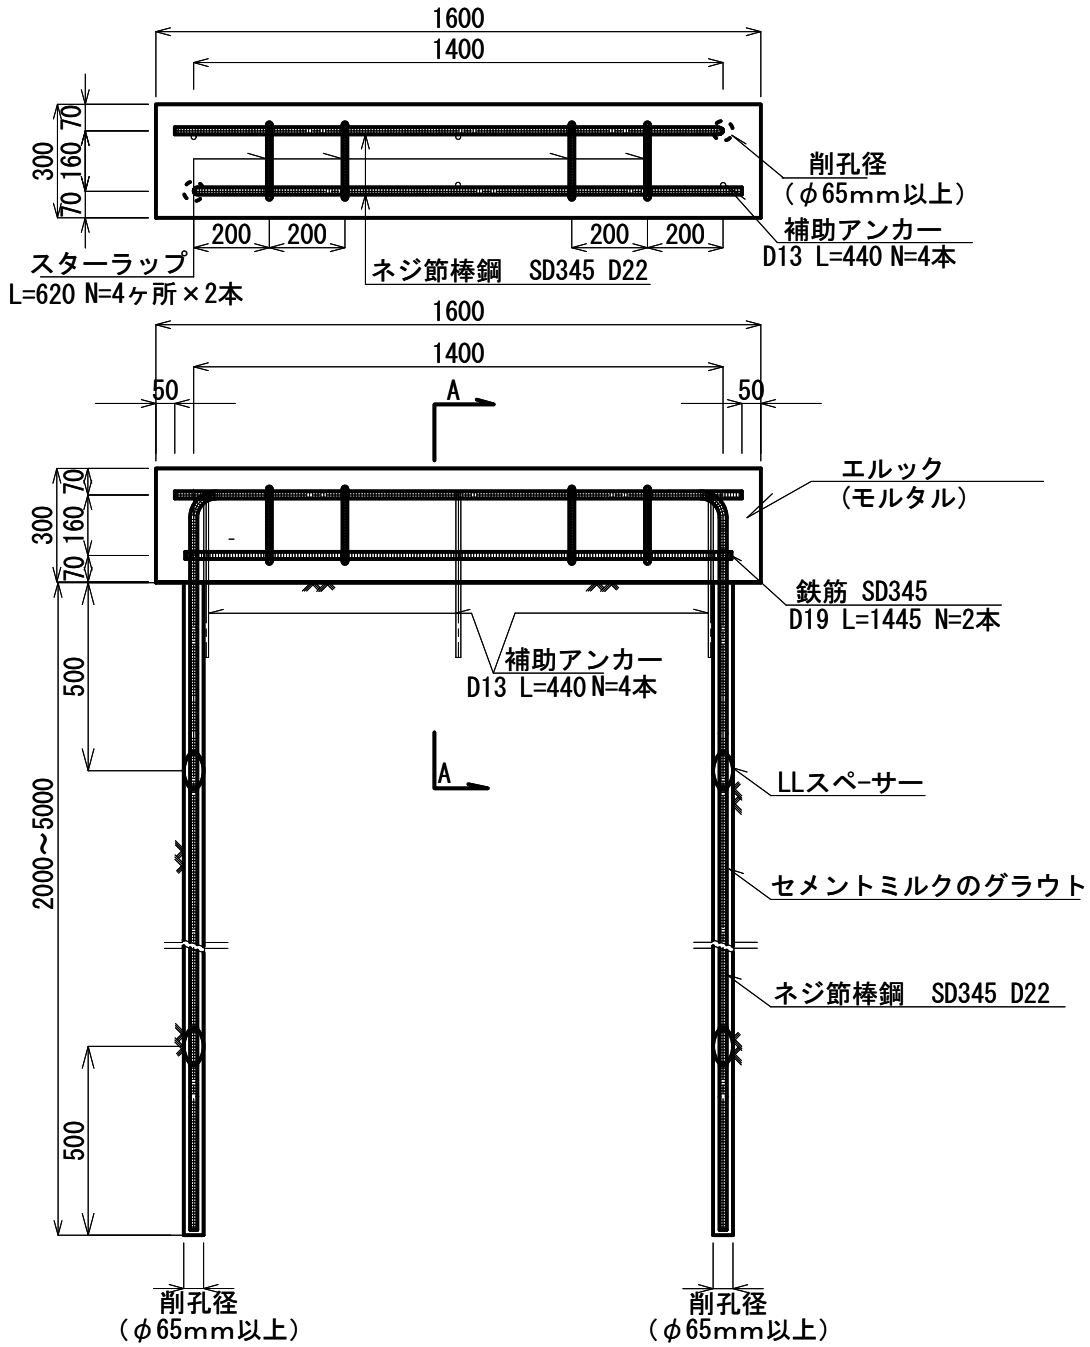 1600
1400
300
70
160
70
削孔径
(φ65mm以上)
補助アンカー
D13 L=440 N=4本
200
200
200
200
スターラップ
L=620 N=4ヶ所×2本
ネジ節棒鋼 SD345 D22
1600
1400
50
A
50
300
70
160
70
エルック
(モルタル)
鉄筋 SD345
D19 L=1445 N=2本
補助アンカー
D13 L=440 N=4本
500
A
LLスペーサー
2000～5000
セメントミルクのグラウト
ネジ節棒鋼 SD345 D22
500
削孔径
(φ65mm以上)
削孔径
(φ65mm以上)